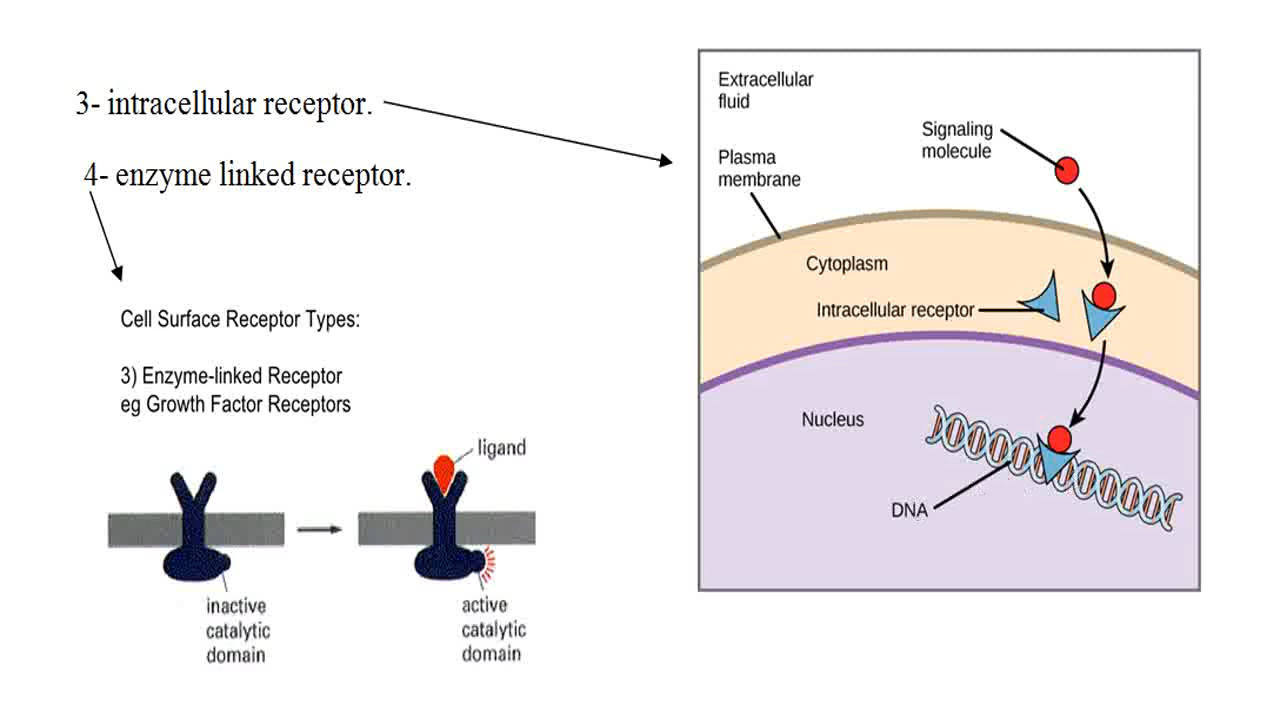 3- intracellular receptor.
4- enzyme linked receptor.
Cell Surface Receptor Types:
3) Enzyme-linked Receptor
eg Growth Factor Receptors
ligand
inactive
catalytic
domain
active
catalytic
domain
Extracellular
fluid
Signaling
molecule
Plasma
membrane
Cytoplasm
Intracellular receptor
Nucleus
DNA